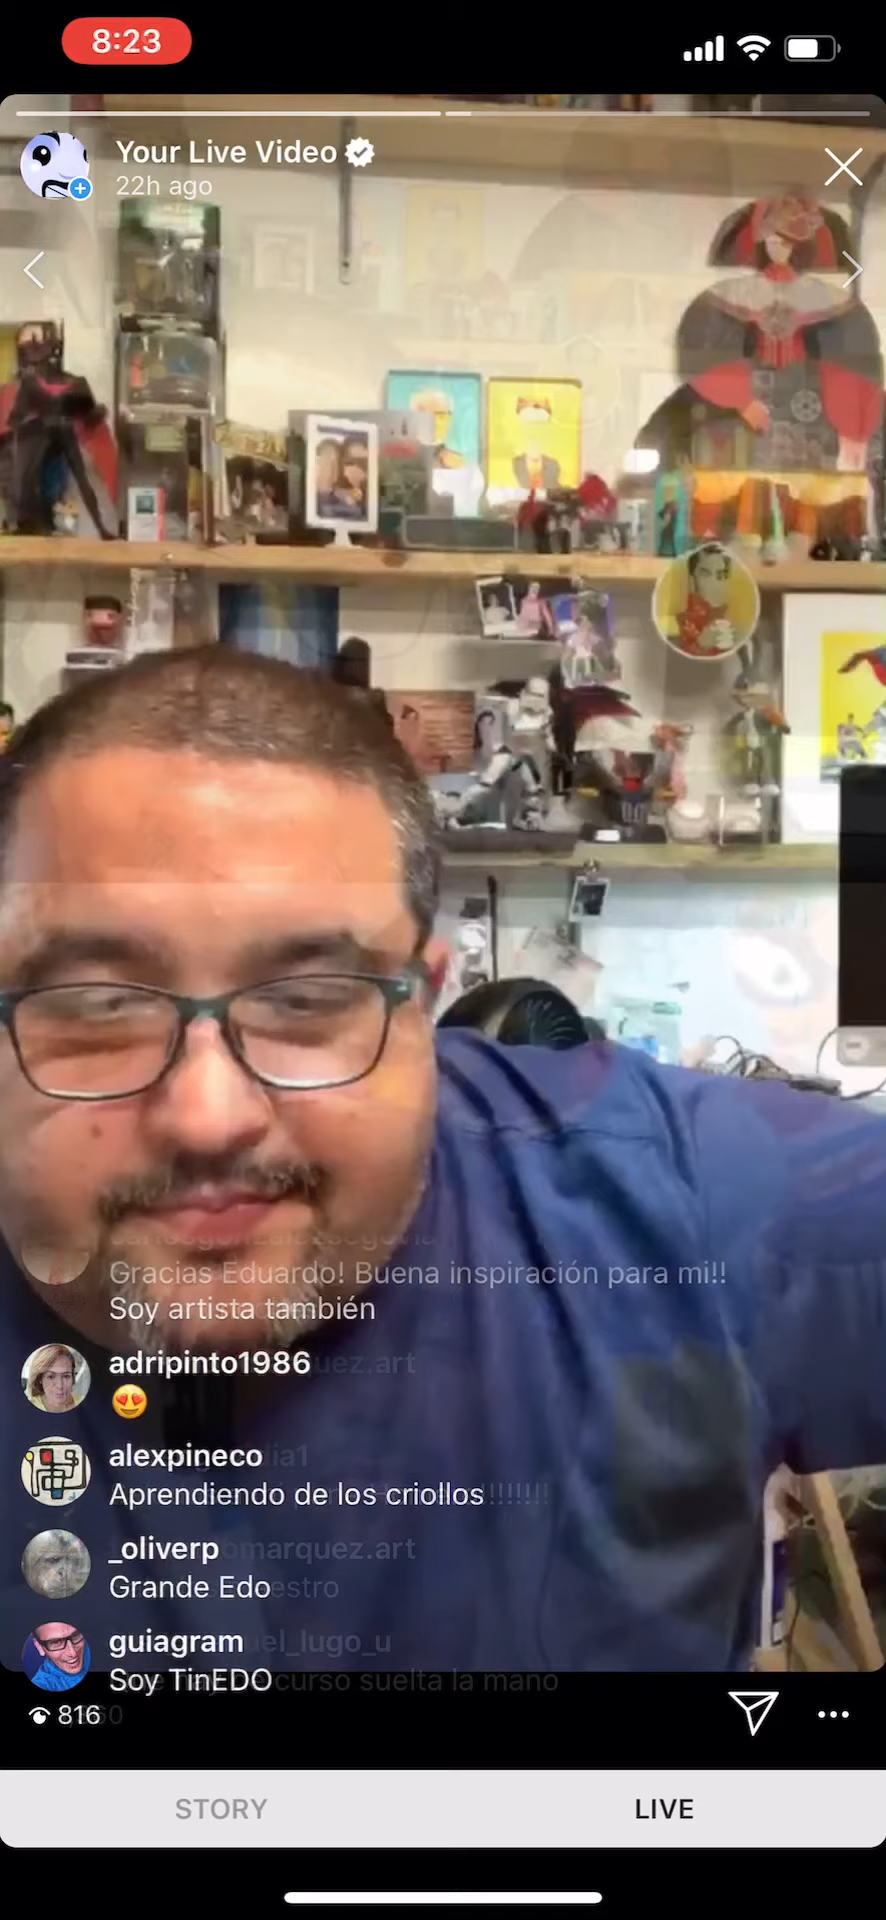 8:23
Your Live Video
22h ago
Gracias Eduardo! Buena inspiración para mi!!
Soy artista también
adripinto1986
😍
alexpineco
Aprendiendo de los criollos
_oliverp
Grande Edo
guiagram
Soy TinEDO
816
STORY
LIVE